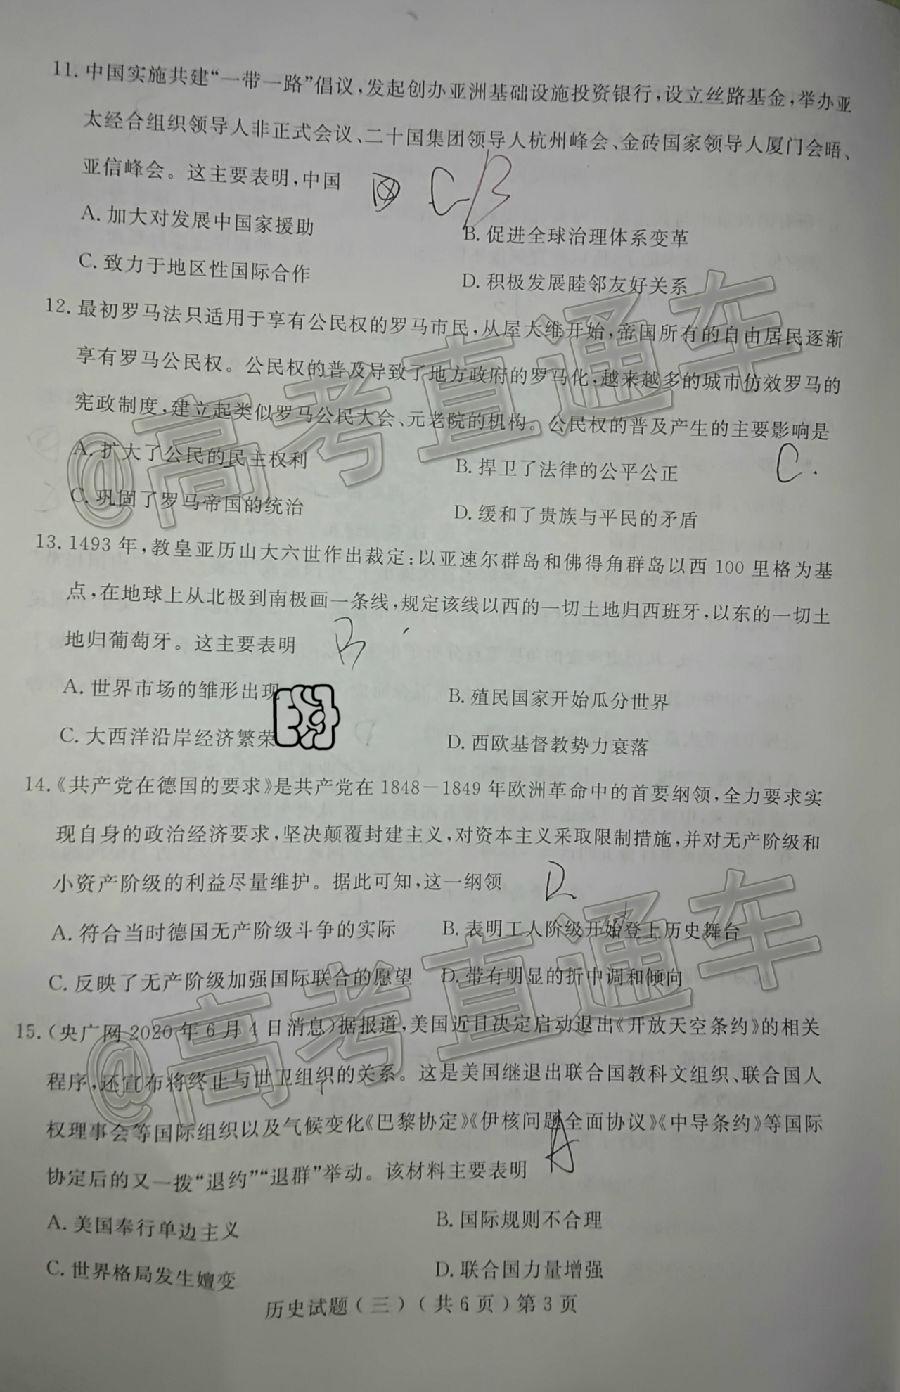 11. 中国实施共建“一带一路”倡议，发起创办亚洲基础设施投资银行，设立丝路基金，举办亚
太经合组织领导人非正式会议、二十国集团领导人杭州峰会、金砖国家领导人厦门会晤、
亚信峰会。这主要表明，中国 C B
A. 加大对发展中国家援助 B. 促进全球治理体系变革
C. 致力于地区性国际合作 D. 积极发展睦邻友好关系
12. 最初罗马法只适用于享有公民权的罗马市民，从屋大维开始，帝国所有的自由居民逐渐
享有罗马公民权。公民权的普及导致了地方政府的罗马化，越来越多的城市仿效罗马的
宪政制度，建立起类似罗马公民大会、元老院的机构。公民权的普及产生的主要影响是
A. 扩大了公民的民主权利 B. 捍卫了法律的公平公正 C.
C. 巩固了罗马帝国的统治 D. 缓和了贵族与平民的矛盾
13. 1493年，教皇亚历山大六世作出裁定：以亚速尔群岛和佛得角群岛以西100里格为基
点，在地球上从北极到南极画一条线，规定该线以西的一切土地归西班牙，以东的一切土
地归葡萄牙。这主要表明 B
A. 世界市场的雏形出现 B. 殖民国家开始瓜分世界
C. 大西洋沿岸经济繁荣 D. 西欧基督教势力衰落
14.《共产党在德国的要求》是共产党在1848－1849年欧洲革命中的首要纲领，全力要求实
现自身的政治经济要求，坚决颠覆封建主义，对资本主义采取限制措施，并对无产阶级和
小资产阶级的利益尽量维护。据此可知，这一纲领
A. 符合当时德国无产阶级斗争的实际 B. 表明工人阶级开始登上历史舞台
C. 反映了无产阶级加强国际联合的愿望 D. 带有明显的折中调和倾向
15.（央广网2020年6月4日消息）据报道，美国近日决定启动退出《开放天空条约》的相关
程序，还宣布将终止与世卫组织的关系。这是美国继退出联合国教科文组织、联合国人
权理事会等国际组织以及气候变化《巴黎协定》《伊核问题全面协议》《中导条约》等国际
协定后的又一拨“退约”“退群”举动。该材料主要表明 A
A. 美国奉行单边主义 B. 国际规则不合理
C. 世界格局发生嬗变 D. 联合国力量增强
历史试题（三）（共6页）第3页
@高考直通车
@高考直通车